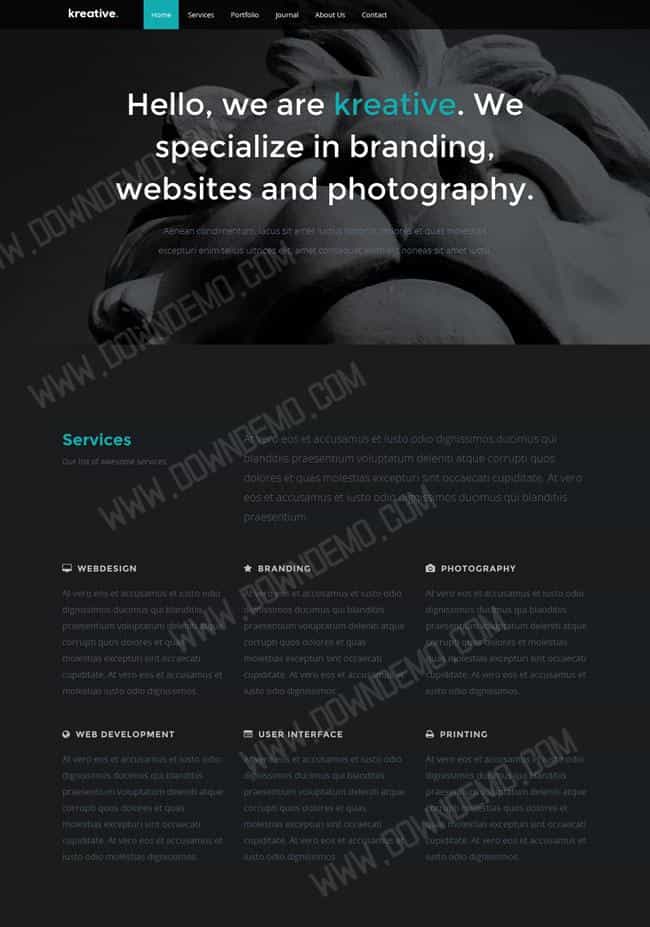 kreative.
Home Services Portfolio Journal About Us Contact
Hello, we are kreative. We
specialize in branding,
websites and photography.
Aenean condimentum, lacus sit amet luctus lobortis, dolores et quas molestias
excepturi enim tellus ultrices elit, amet consequat enim elit noneas sit amet luctu.
WWW.DOWNDEMO.COM
WWW.DOWNDEMO.COM
Services
Our list of awesome services.
At vero eos et accusamus et iusto odio dignissimos ducimus qui
blanditiis praesentium voluptatum deleniti atque corrupti quos
dolores et quas molestias excepturi sint occaecati cupiditate. At vero
eos et accusamus et iusto odio dignissimos ducimus qui blanditiis
praesentium.
WWW.DOWNDEMO.COM
WEBDESIGN
At vero eos et accusamus et iusto odio
dignissimos ducimus qui blanditiis
praesentium voluptatum deleniti atque
corrupti quos dolores et quas
molestias excepturi sint occaecati
cupiditate. At vero eos et accusamus et
molestias iusto odio dignissimos.
BRANDING
At vero eos et accusamus et iusto odio
dignissimos ducimus qui blanditiis
praesentium voluptatum deleniti atque
corrupti quos dolores et quas
molestias excepturi sint occaecati
cupiditate. At vero eos et accusamus et
iusto odio dignissimos.
PHOTOGRAPHY
At vero eos et accusamus et iusto odio
dignissimos ducimus qui blanditiis
praesentium voluptatum deleniti atque
corrupti quos dolores et molestias
quas molestias excepturi sint occaecati
cupiditate. At vero eos et accusamus et
iusto odio dignissimos.
WWW.DOWNDEMO.COM
WEB DEVELOPMENT
At vero eos et accusamus et iusto odio
dignissimos ducimus qui blanditiis
praesentium voluptatum deleniti atque
corrupti quos dolores et quas
molestias excepturi sint occaecati
cupiditate. At vero eos et accusamus et
iusto odio molestias dignissimos.
USER INTERFACE
At vero eos et accusamus et iusto odio
dignissimos ducimus qui blanditiis
praesentium voluptatum deleniti atque
corrupti quos dolores et quas
molestias excepturi sint occaecati
cupiditate. At vero eos et accusamus et
iusto odio dignissimos.
PRINTING
At vero eos et accusamus et iusto odio
dignissimos ducimus qui blanditiis
praesentium voluptatum deleniti atque
corrupti molestias quos dolores et
quas molestias excepturi sint occaecati
cupiditate. At vero eos et accusamus et
iusto odio dignissimos.
WWW.DOWNDEMO.COM
WWW.DOWNDEMO.COM